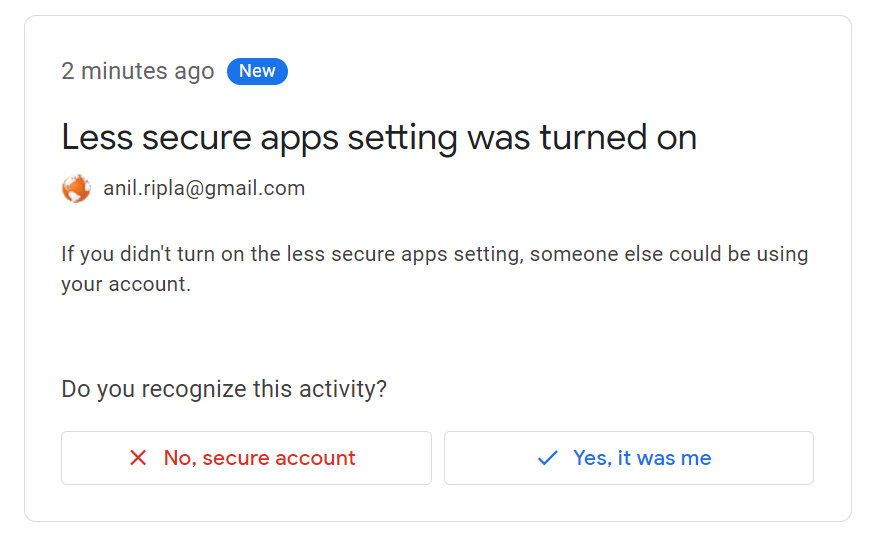 2 minutes ago New
Less secure apps setting was turned on
anil.ripla@gmail.com
If you didn't turn on the less secure apps setting, someone else could be using
your account.
Do you recognize this activity?
No, secure account Yes, it was me